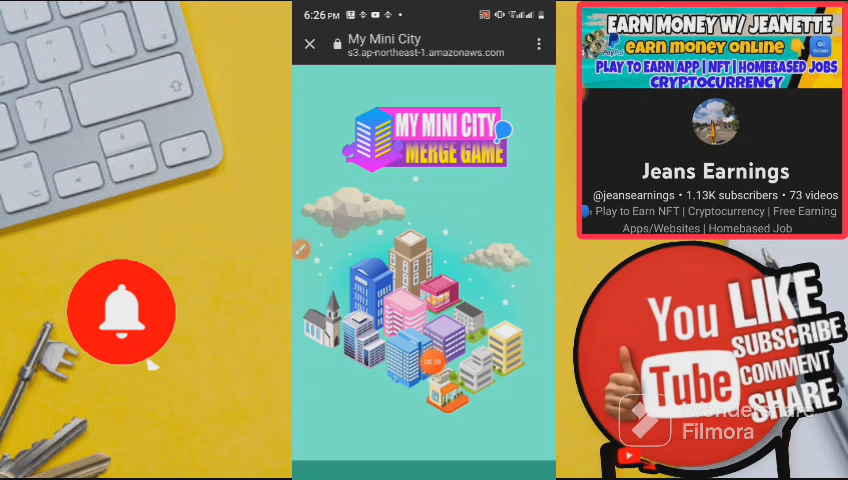 6:26 PM
My Mini City
s3.ap-northeast-1.amazonaws.com
MY MINI CITY
MERGE GAME
00:59
EARN MONEY W/ JEANETTE
PayPal
earn money online
PLAY TO EARN APP | NFT | HOMEBASED JOBS
CRYPTOCURRENCY
Jeans Earnings
@jeansearnings • 1.13K subscribers • 73 videos
Play to Earn NFT | Cryptocurrency | Free Earning
Apps/Websites | Homebased Job
You
Tube
LIKE
SUBSCRIBE
COMMENT
SHARE
Wondershare
Filmora